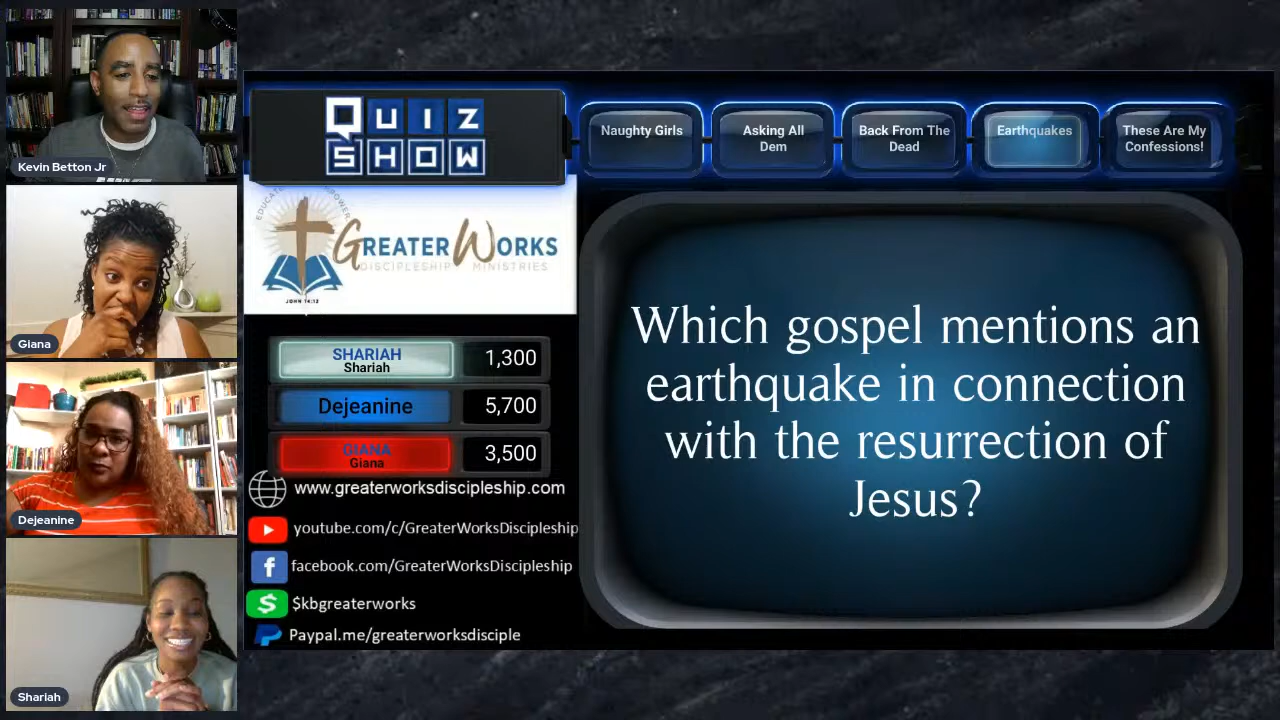 Kevin Betton Jr
Giana
Dejeanine
Shariah
QUIZ
SHOW
GREATER WORKS
DISCIPLESHIP MINISTRIES
JOHN 14:12
SHARIAH
Shariah
1,300
Dejeanine
5,700
GIANA
Giana
3,500
www.greaterworksdiscipleship.com
youtube.com/c/GreaterWorksDiscipleship
facebook.com/GreaterWorksDiscipleship
$kbgreaterworks
Paypal.me/greaterworksdisciple
Naughty Girls
Asking All
Dem
Back From The
Dead
Earthquakes
These Are My
Confessions!
Which gospel mentions an
earthquake in connection
with the resurrection of
Jesus?